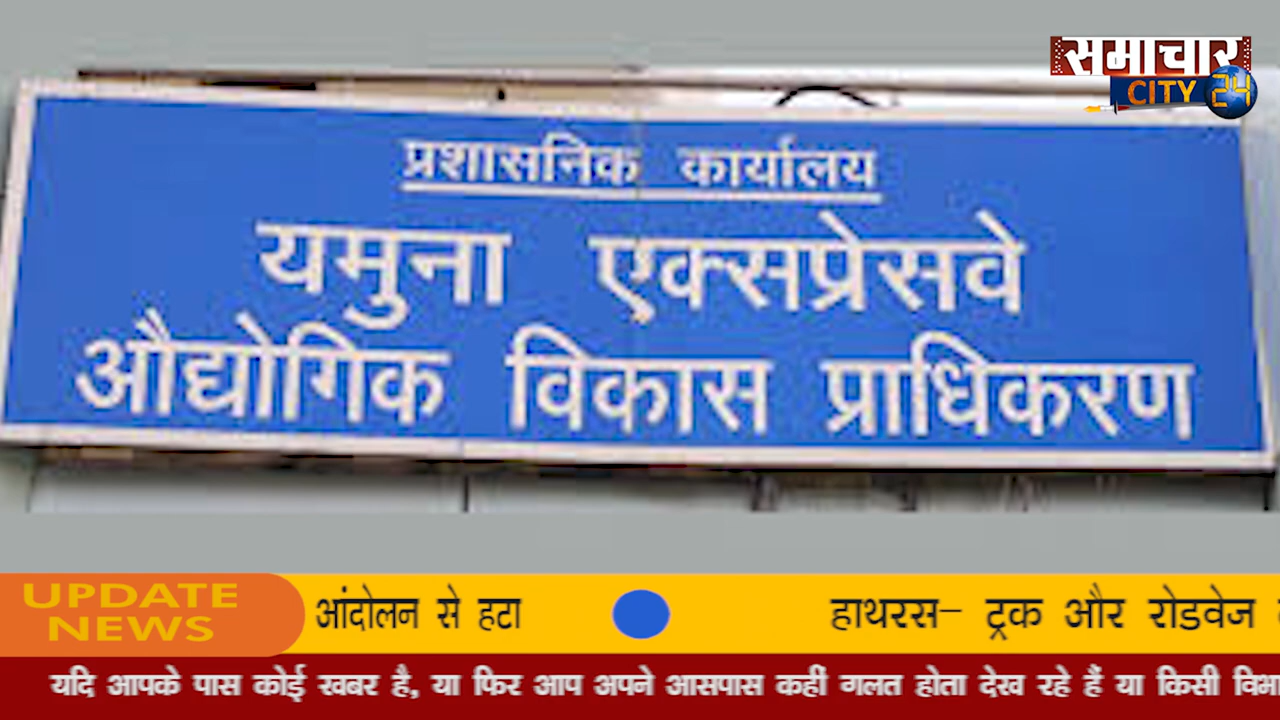 समाचार
CITY 24
प्रशासनिक कार्यालय
यमुना एक्सप्रेसवे
औद्योगिक विकास प्राधिकरण
UPDATE
NEWS
आंदोलन से हटा
हाथरस- ट्रक और रोडवेज
यदि आपके पास कोई खबर है, या फिर आप अपने आसपास कहीं गलत होता देख रहे हैं या किसी